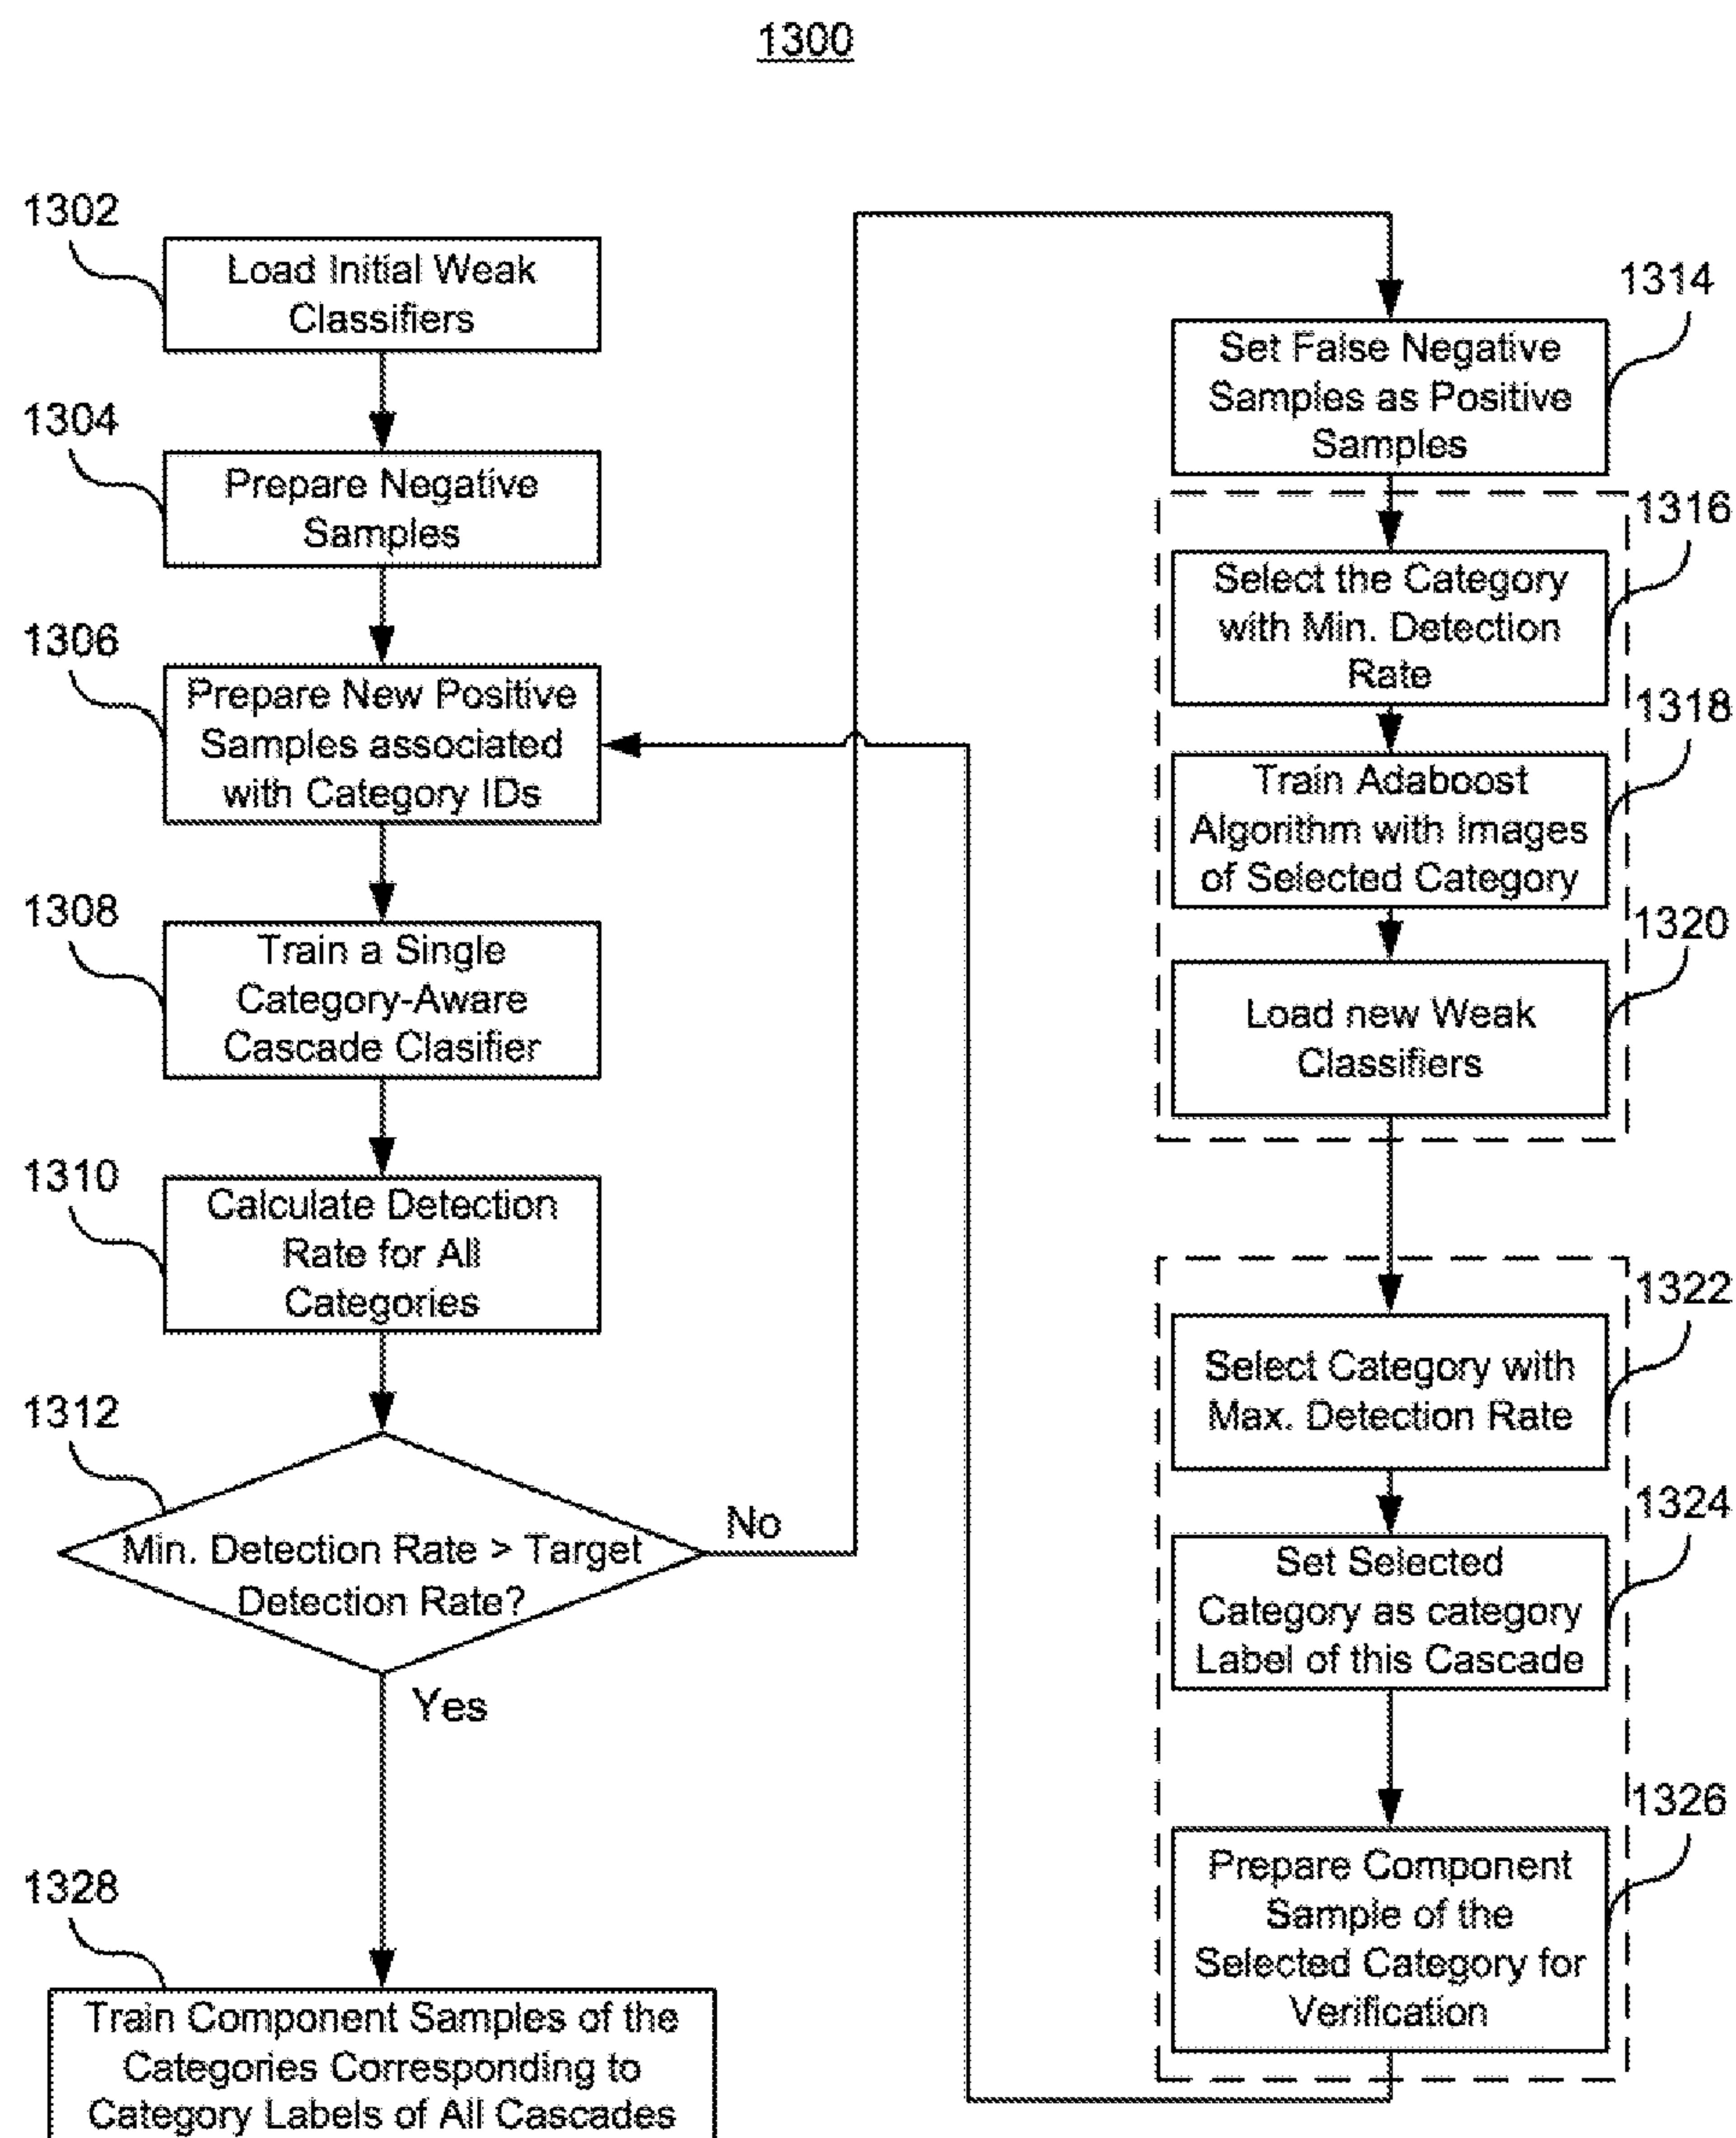 1300
1302
Load Initial Weak
Classifiers
1304
Prepare Negative
Samples
1306
Prepare New Positive
Samples associated
with Category IDs
1308
Train a Single
Category-Aware
Cascade Clasifier
1310
Calculate Detection
Rate for All
Categories
1312
Min. Detection Rate > Target
Detection Rate?
No
Yes
1328
Train Component Samples of the
Categories Corresponding to
Category Labels of All Cascades
1314
Set False Negative
Samples as Positive
Samples
1316
Select the Category
with Min. Detection
Rate
1318
Train Adaboost
Algorithm with Images
of Selected Category
1320
Load new Weak
Classifiers
1322
Select Category with
Max. Detection Rate
1324
Set Selected
Category as category
Label of this Cascade
1326
Prepare Component
Sample of the
Selected Category for
Verification